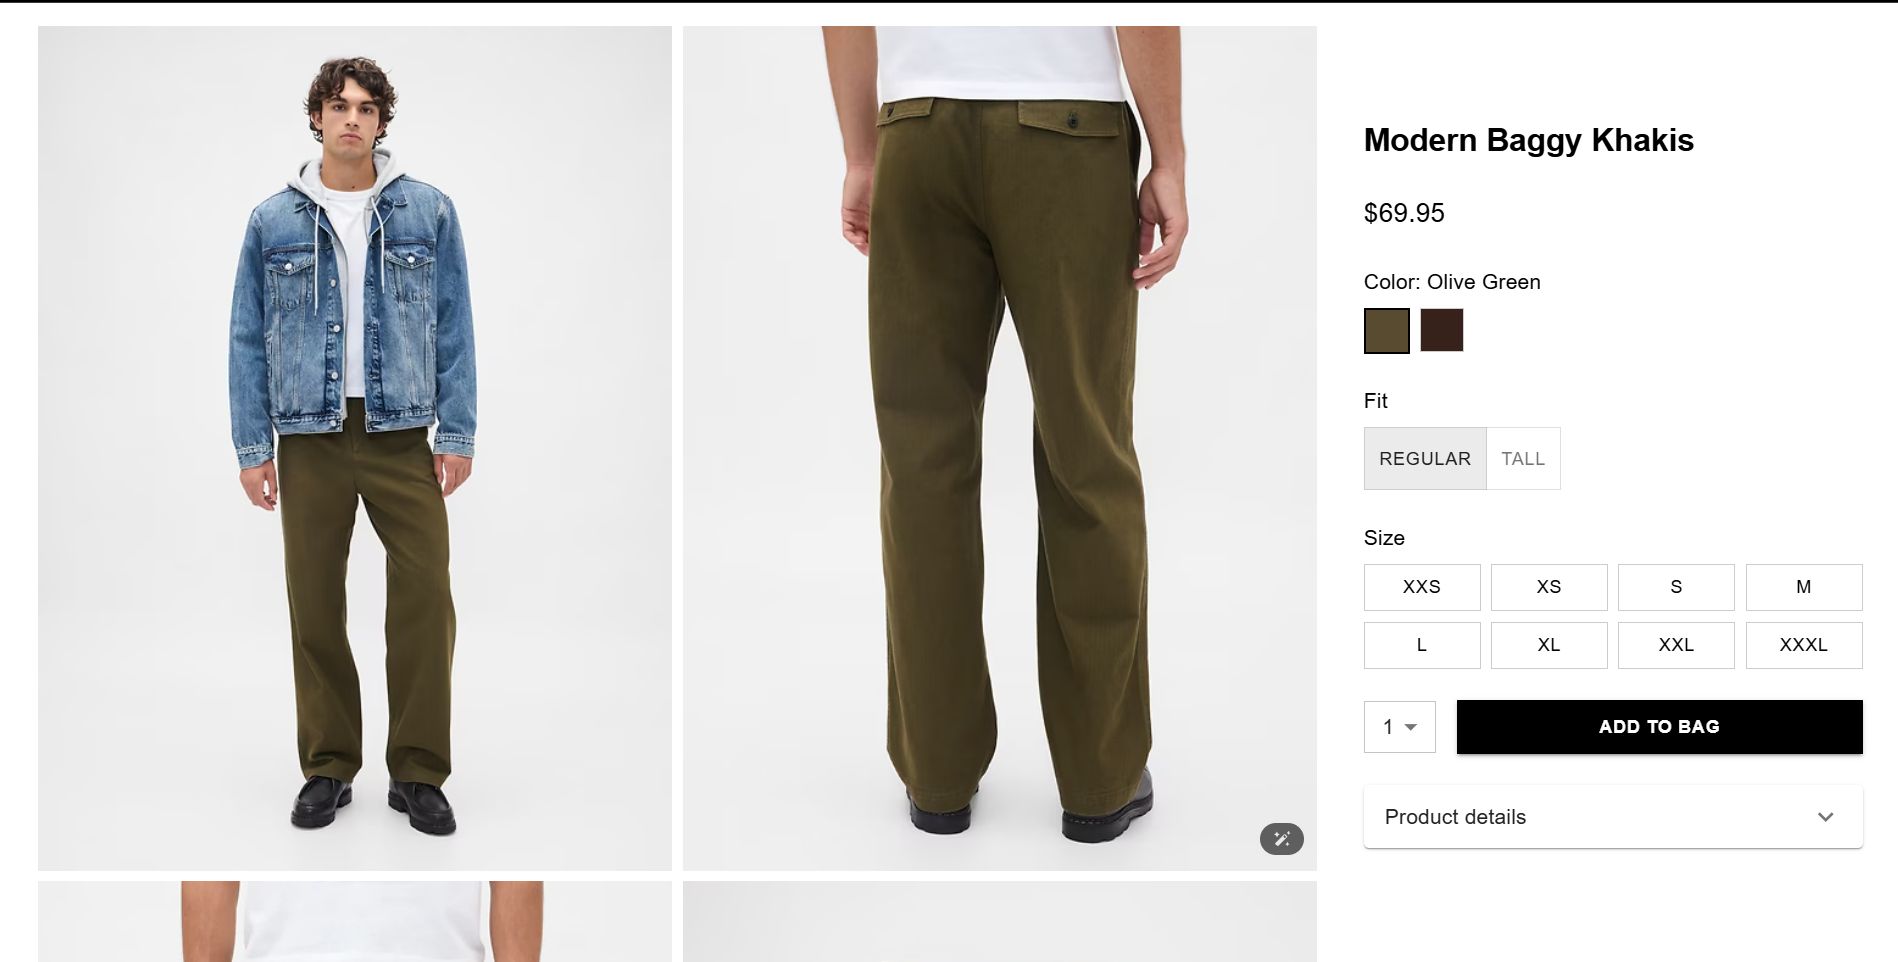 Modern Baggy Khakis
$69.95
Color: Olive Green
Fit
REGULAR TALL
Size
XXS XS S M
L XL XXL XXXL
1 ADD TO BAG
Product details